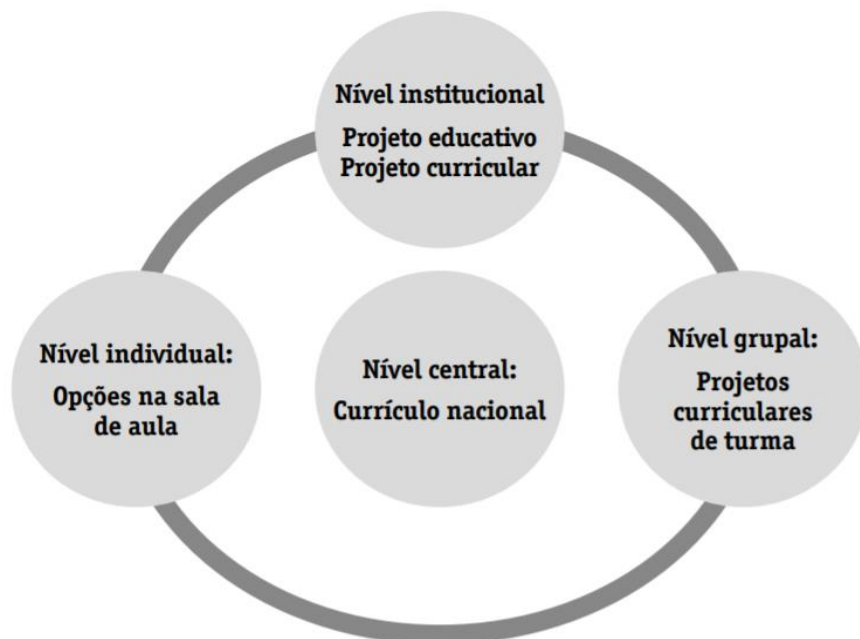 Nível institucional
Projeto educativo
Projeto curricular
Nível individual:
Opções na sala
de aula
Nível central:
Currículo nacional
Nível grupal:
Projetos
curriculares
de turma